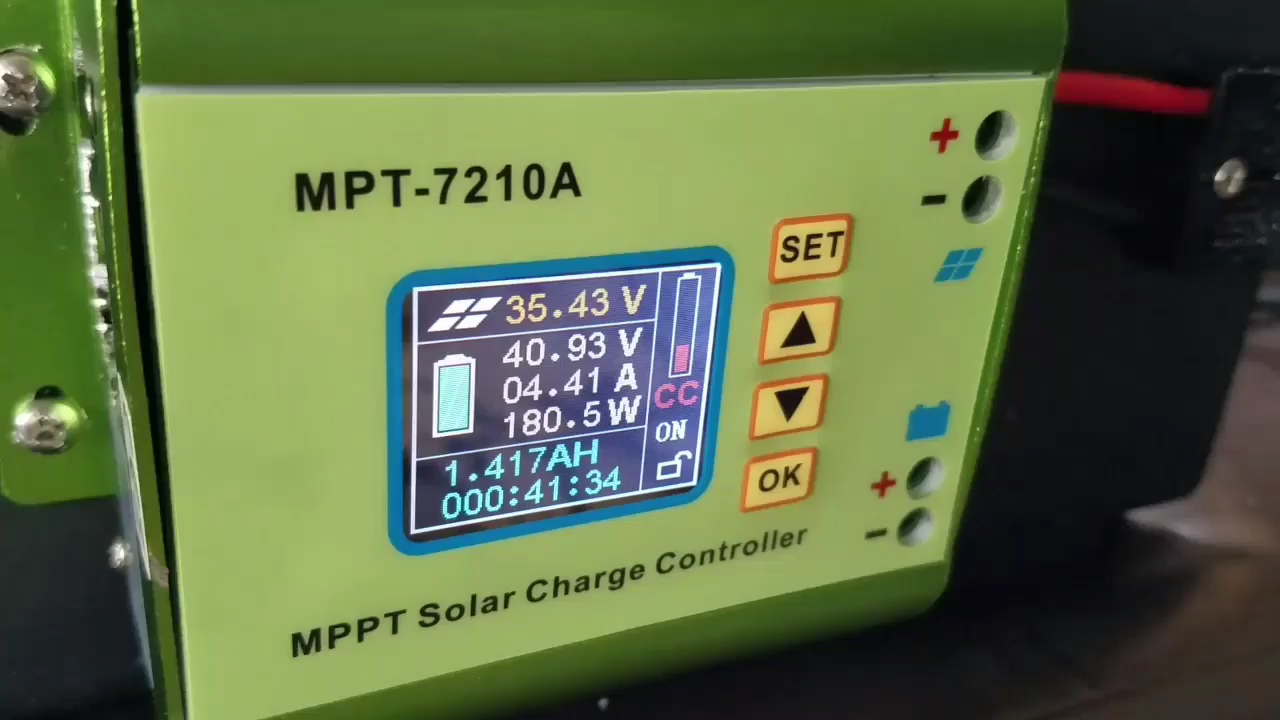 MPT-7210A
+
-
SET
▲
▼
OK
35.43 V
40.93 V
04.41 A
180.5 W
CC
ON
1.417AH
000:41:34
+
-
MPPT Solar Charge Controller